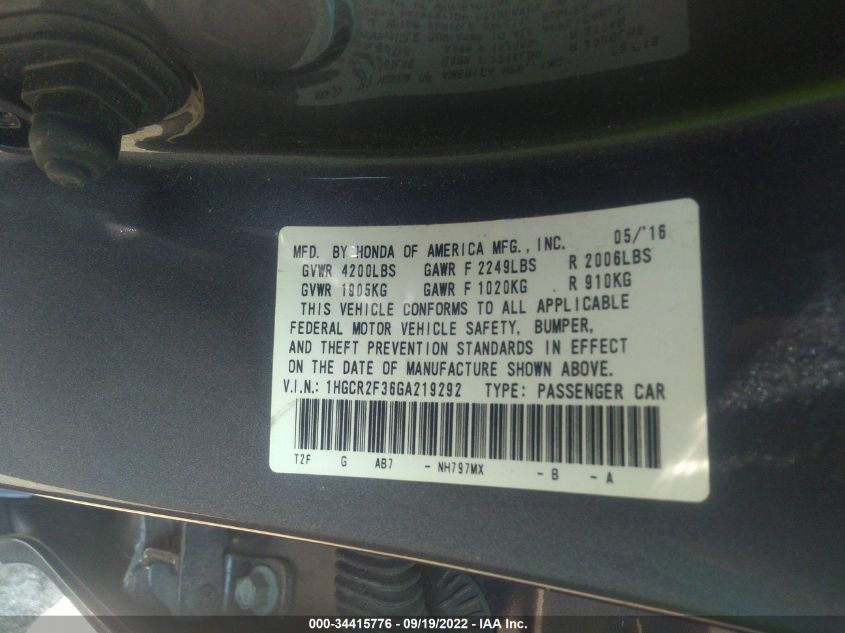 MFD. BY HONDA OF AMERICA MFG., INC. 05/'16
GVWR 4200LBS GAWR F 2249LBS R 2006LBS
GVWR 1905KG GAWR F 1020KG R 910KG
THIS VEHICLE CONFORMS TO ALL APPLICABLE
FEDERAL MOTOR VEHICLE SAFETY, BUMPER,
AND THEFT PREVENTION STANDARDS IN EFFECT
ON THE DATE OF MANUFACTURE SHOWN ABOVE.
V.I.N.: 1HGCR2F36GA219292 TYPE: PASSENGER CAR
T2F G AB7 - NH797MX - B - A
000-34415776 - 09/19/2022 - IAA Inc.